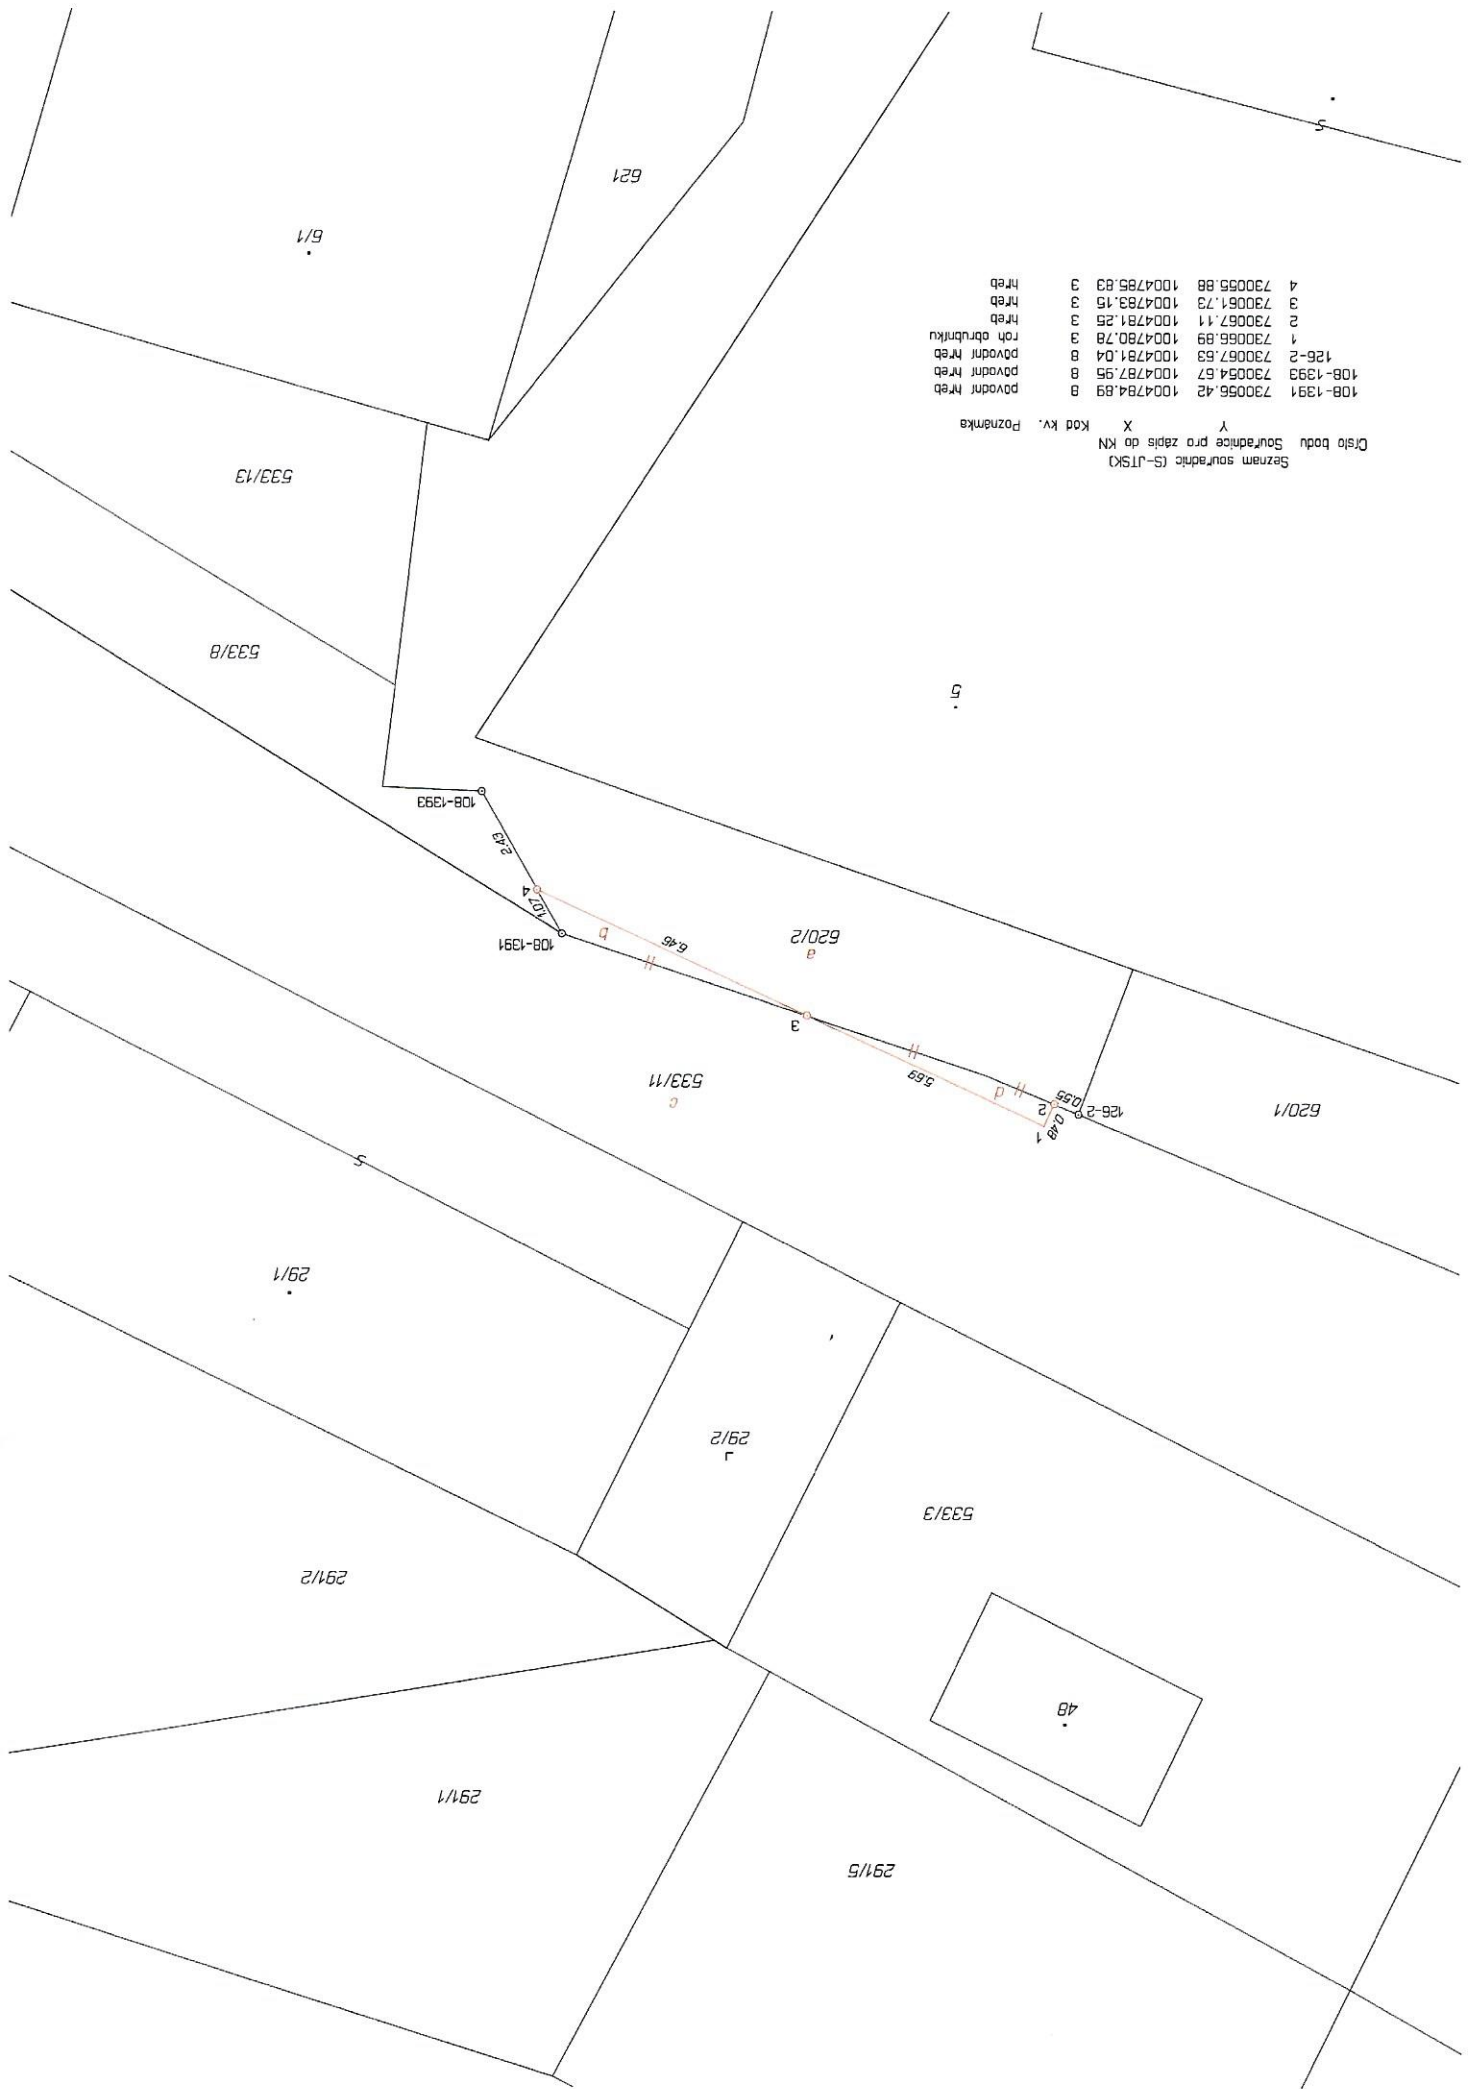 291/5
291/1
48
291/2
533/3
29/2
29/1
S
1
0.48
126-2
2
0.55
620/1
d
5.69
c
533/11
3
a
620/2
6.46
b
108-1391
1.07
4
2.43
108-1393
5
533/8
533/13
Seznam souřadnic (S-JTSK)
Číslo bodu Souřadnice pro zápis do KN
Y X Kód kv. Poznámka
108-1391 730056.42 1004784.89 8 původní hřeb
108-1393 730054.67 1004787.95 8 původní hřeb
126-2 730067.63 1004781.04 8 původní hřeb
1 730066.89 1004780.78 3 roh obrubníku
2 730067.11 1004781.25 3 hřeb
3 730061.73 1004783.15 3 hřeb
4 730055.88 1004785.83 3 hřeb
6/1
621
S